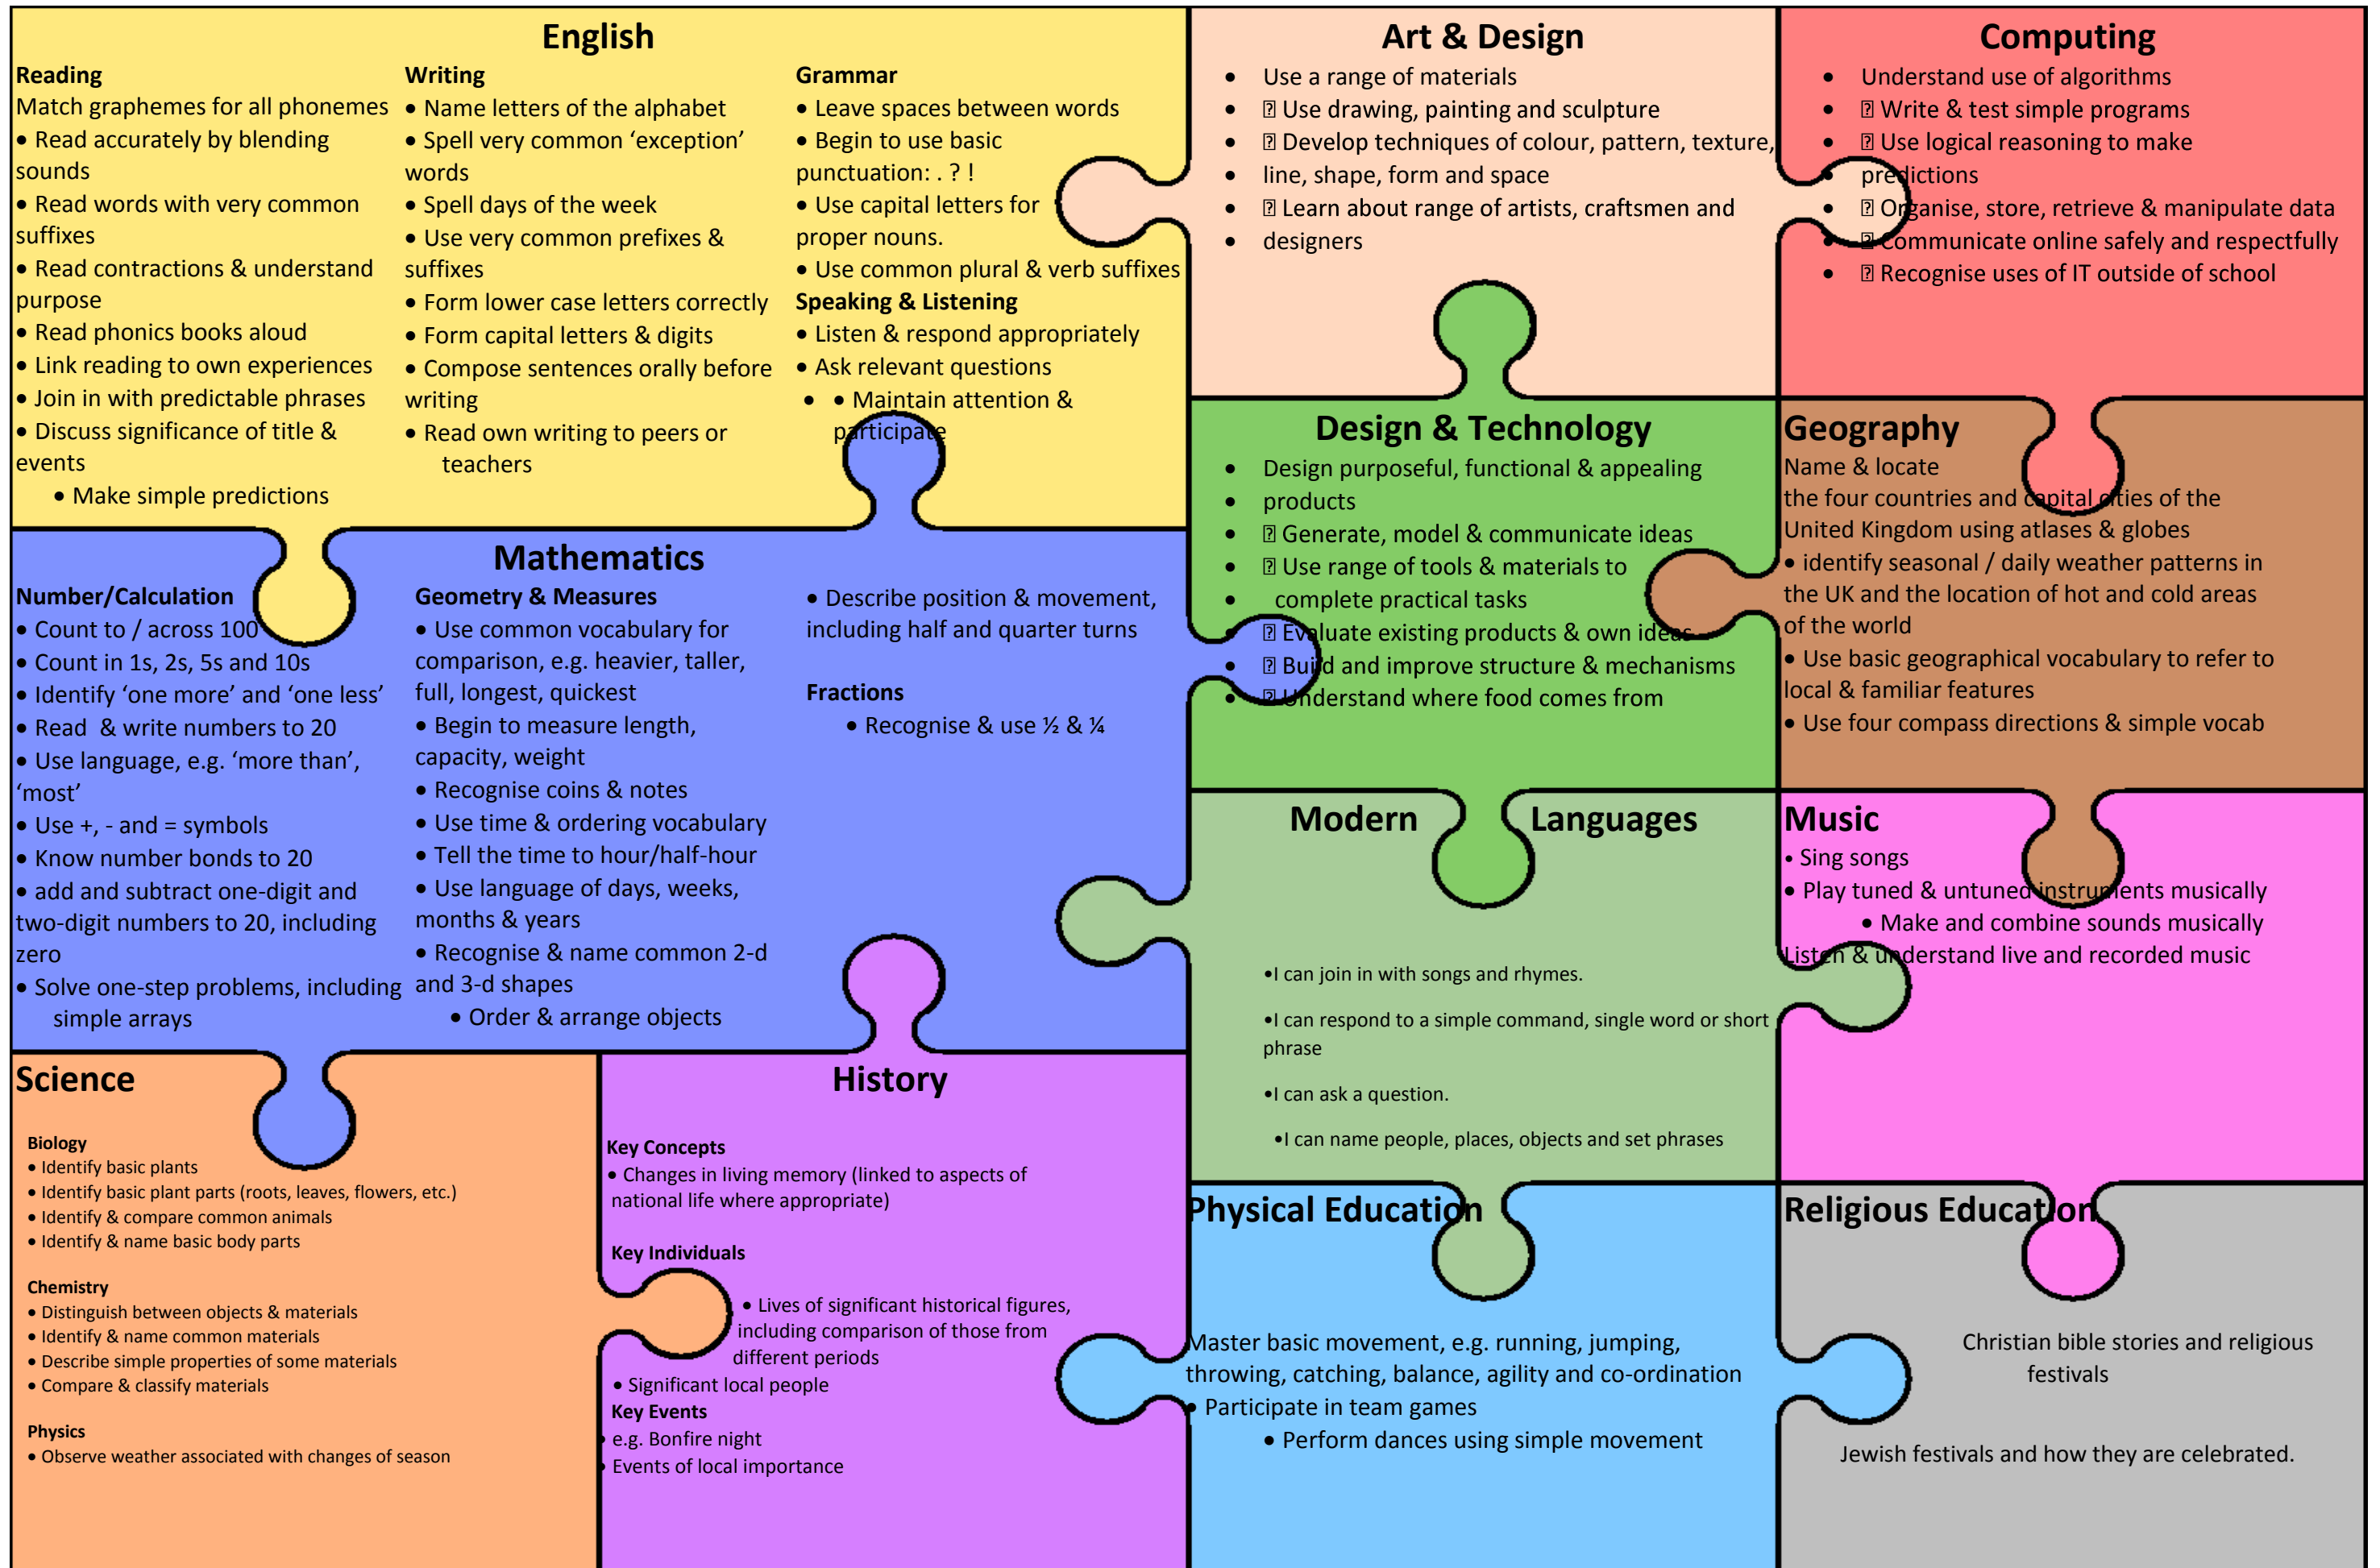 English
Reading
Match graphemes for all phonemes
• Read accurately by blending
sounds
• Read words with very common
suffixes
• Read contractions & understand
purpose
• Read phonics books aloud
• Link reading to own experiences
• Join in with predictable phrases
• Discuss significance of title &
events
• Make simple predictions
Writing
• Name letters of the alphabet
• Spell very common ‘exception’
words
• Spell days of the week
• Use very common prefixes &
suffixes
• Form lower case letters correctly
• Form capital letters & digits
• Compose sentences orally before
writing
• Read own writing to peers or
teachers
Grammar
• Leave spaces between words
• Begin to use basic
punctuation: . ? !
• Use capital letters for
proper nouns.
• Use common plural & verb suffixes
Speaking & Listening
• Listen & respond appropriately
• Ask relevant questions
• • Maintain attention &
participate
Art & Design
• Use a range of materials
• ⍰ Use drawing, painting and sculpture
• ⍰ Develop techniques of colour, pattern, texture,
• line, shape, form and space
• ⍰ Learn about range of artists, craftsmen and
• designers
Computing
• Understand use of algorithms
• ⍰ Write & test simple programs
• ⍰ Use logical reasoning to make
• predictions
• ⍰ Organise, store, retrieve & manipulate data
• ⍰ Communicate online safely and respectfully
• ⍰ Recognise uses of IT outside of school
Mathematics
Number/Calculation
• Count to / across 100
• Count in 1s, 2s, 5s and 10s
• Identify ‘one more’ and ‘one less’
• Read & write numbers to 20
• Use language, e.g. ‘more than’,
‘most’
• Use +, - and = symbols
• Know number bonds to 20
• add and subtract one-digit and
two-digit numbers to 20, including
zero
• Solve one-step problems, including
simple arrays
Geometry & Measures
• Use common vocabulary for
comparison, e.g. heavier, taller,
full, longest, quickest
• Begin to measure length,
capacity, weight
• Recognise coins & notes
• Use time & ordering vocabulary
• Tell the time to hour/half-hour
• Use language of days, weeks,
months & years
• Recognise & name common 2-d
and 3-d shapes
• Order & arrange objects
• Describe position & movement,
including half and quarter turns
Fractions
• Recognise & use ½ & ¼
Design & Technology
• Design purposeful, functional & appealing
• products
• ⍰ Generate, model & communicate ideas
• ⍰ Use range of tools & materials to
• complete practical tasks
• ⍰ Evaluate existing products & own ideas
• ⍰ Build and improve structure & mechanisms
• ⍰ Understand where food comes from
Geography
Name & locate
the four countries and capital cities of the
United Kingdom using atlases & globes
• identify seasonal / daily weather patterns in
the UK and the location of hot and cold areas
of the world
• Use basic geographical vocabulary to refer to
local & familiar features
• Use four compass directions & simple vocab
Modern Languages
•I can join in with songs and rhymes.
•I can respond to a simple command, single word or short
phrase
•I can ask a question.
•I can name people, places, objects and set phrases
Music
• Sing songs
• Play tuned & untuned instruments musically
• Make and combine sounds musically
Listen & understand live and recorded music
Science
Biology
• Identify basic plants
• Identify basic plant parts (roots, leaves, flowers, etc.)
• Identify & compare common animals
• Identify & name basic body parts
Chemistry
• Distinguish between objects & materials
• Identify & name common materials
• Describe simple properties of some materials
• Compare & classify materials
Physics
• Observe weather associated with changes of season
History
Key Concepts
• Changes in living memory (linked to aspects of
national life where appropriate)
Key Individuals
• Lives of significant historical figures,
including comparison of those from
different periods
• Significant local people
Key Events
• e.g. Bonfire night
• Events of local importance
Physical Education
Master basic movement, e.g. running, jumping,
throwing, catching, balance, agility and co-ordination
• Participate in team games
• Perform dances using simple movement
Religious Education
Christian bible stories and religious
festivals
Jewish festivals and how they are celebrated.